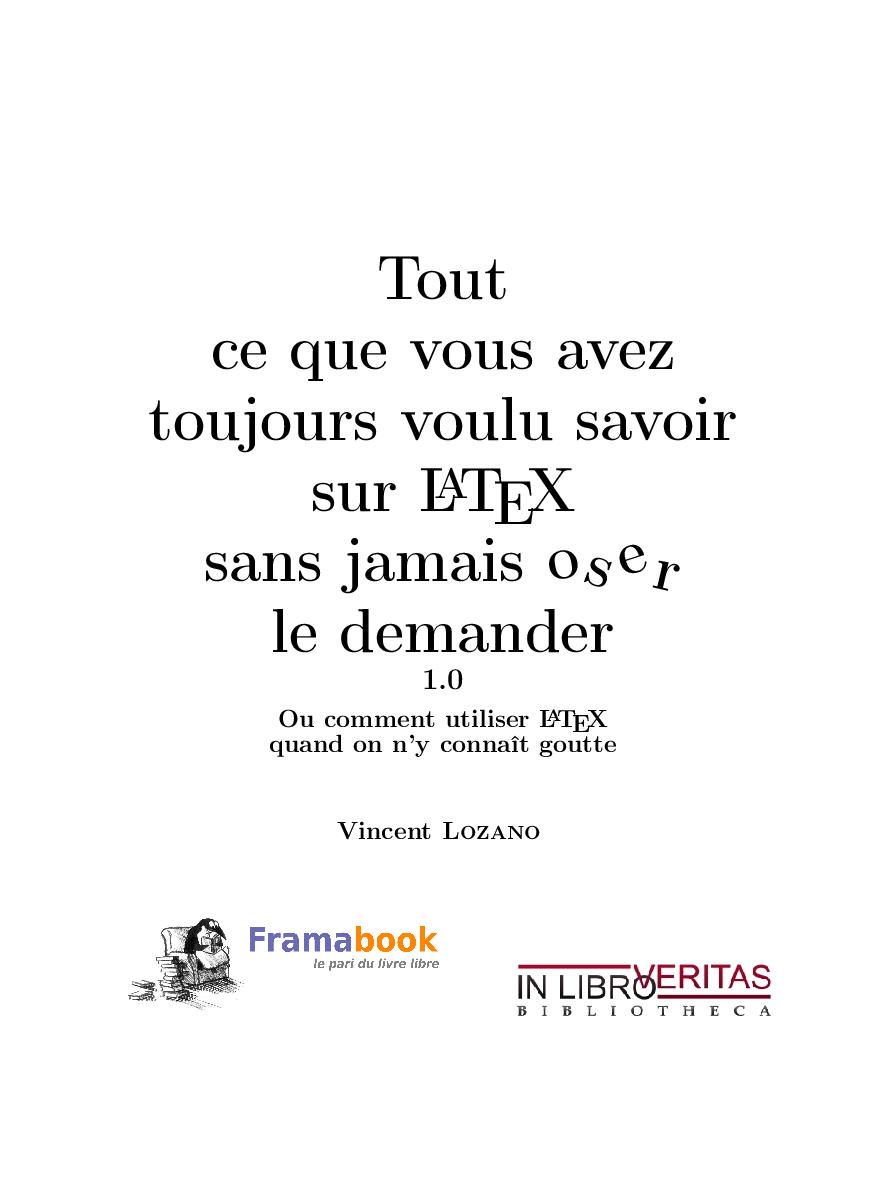 Tout
ce que vous avez
toujours voulu savoir
sur LATEX
sans jamais oser
le demander
1.0
Ou comment utiliser LATEX
quand on n'y connaît goutte
Vincent LOZANO
Framabook
le pari du livre libre
IN LIBRO VERITAS
BIBLIOTHECA